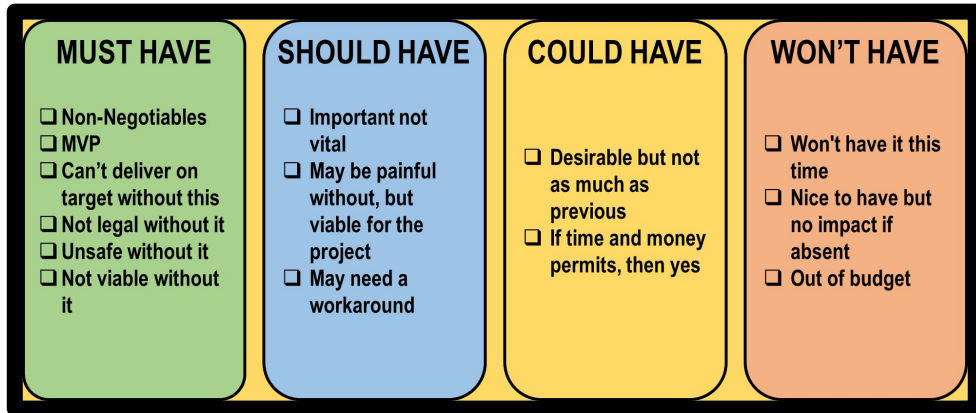 MUST HAVE
❑ Non-Negotiables
❑ MVP
❑ Can't deliver on
target without this
❑ Not legal without it
❑ Unsafe without it
❑ Not viable without
it
SHOULD HAVE
❑ Important not
vital
❑ May be painful
without, but
viable for the
project
❑ May need a
workaround
COULD HAVE
❑ Desirable but not
as much as
previous
❑ If time and money
permits, then yes
WON'T HAVE
❑ Won't have it this
time
❑ Nice to have but
no impact if
absent
❑ Out of budget